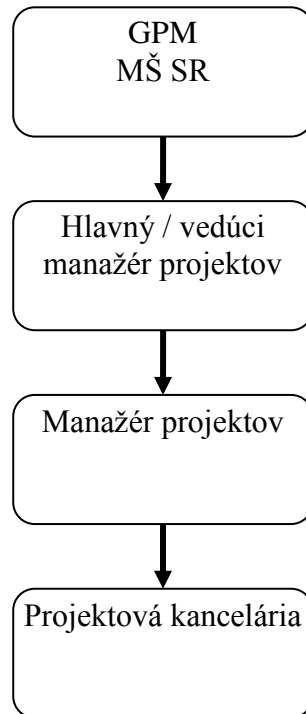 GPM
MŠ SR
Hlavný / vedúci
manažér projektov
Manažér projektov
Projektová kancelária